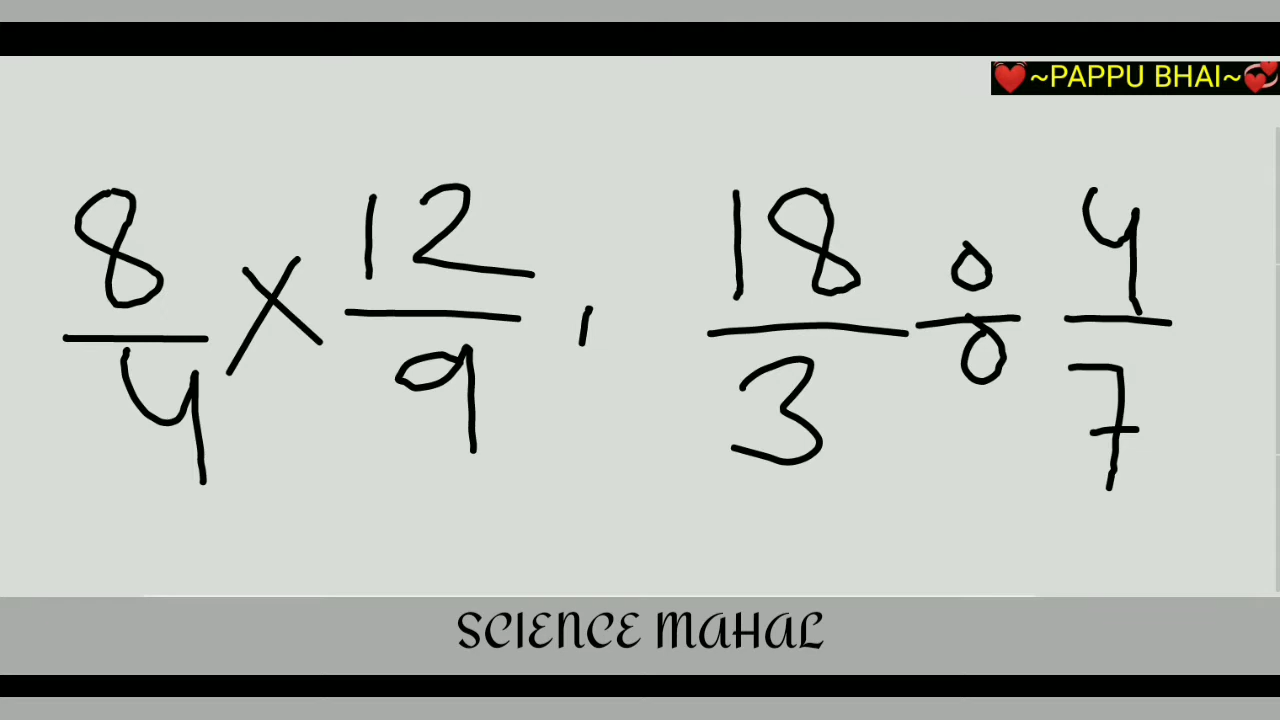 ❤️~PAPPU BHAI~💞
8/4 × 12/9 , 18/3 ÷ 4/7
SCIENCE MAHAL